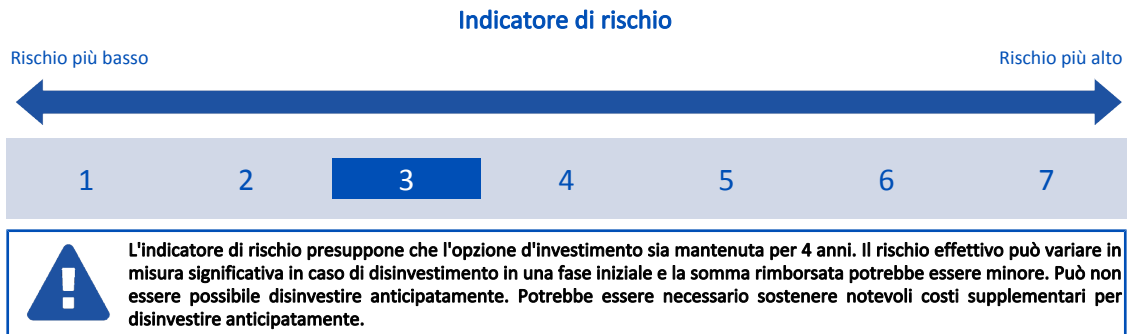 Indicatore di rischio
Rischio più basso
Rischio più alto
1 2 3 4 5 6 7
L'indicatore di rischio presuppone che l'opzione d'investimento sia mantenuta per 4 anni. Il rischio effettivo può variare in
misura significativa in caso di disinvestimento in una fase iniziale e la somma rimborsata potrebbe essere minore. Può non
essere possibile disinvestire anticipatamente. Potrebbe essere necessario sostenere notevoli costi supplementari per
disinvestire anticipatamente.